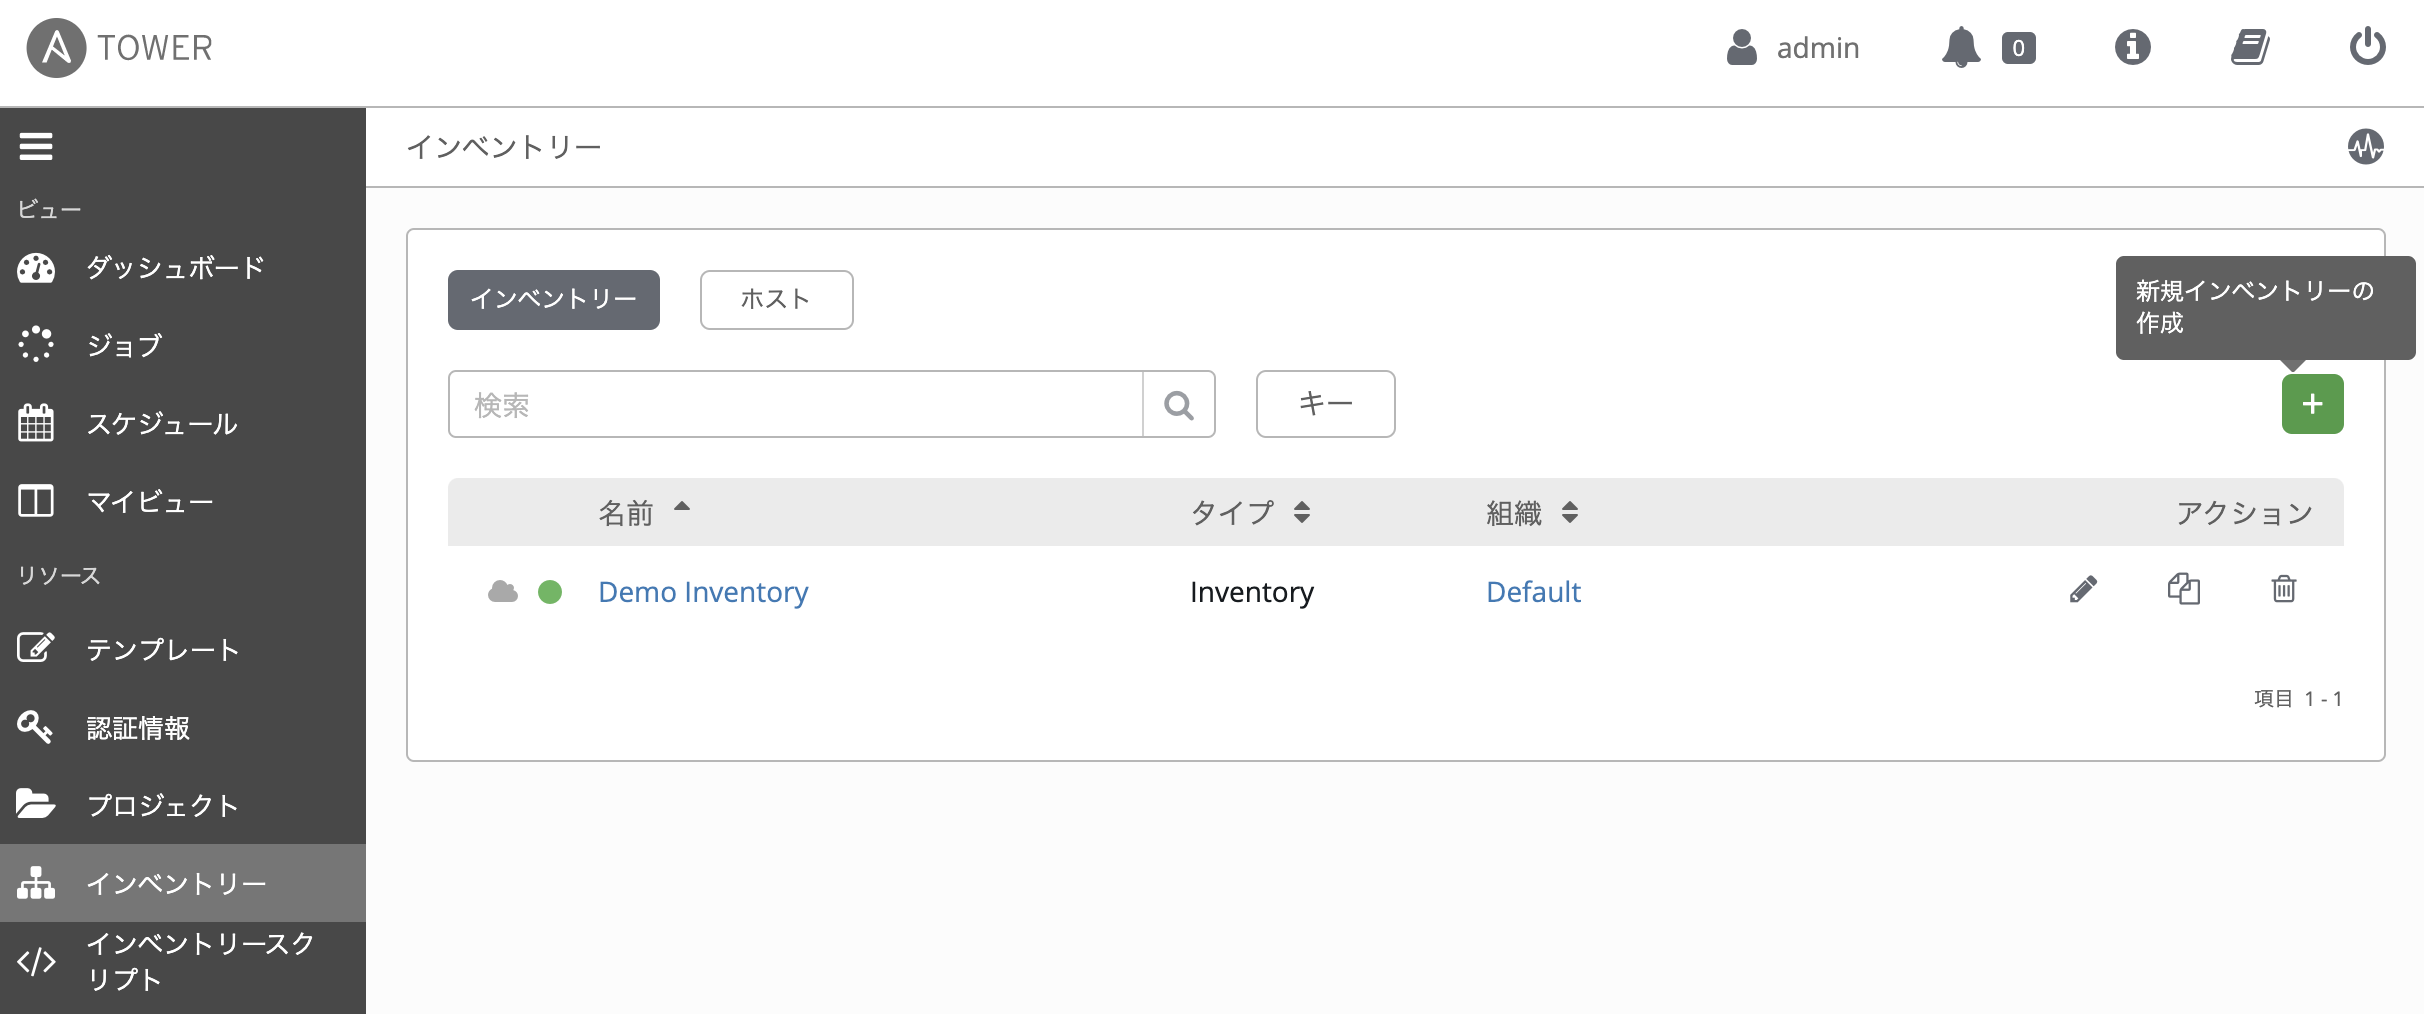 TOWER
admin
0
インベントリー
ビュー
ダッシュボード
ジョブ
スケジュール
マイビュー
リソース
テンプレート
認証情報
プロジェクト
インベントリー
インベントリースク
リプト
インベントリー
ホスト
新規インベントリーの
作成
検索
キー
+
名前
タイプ
組織
アクション
Demo Inventory
Inventory
Default
項目 1 - 1